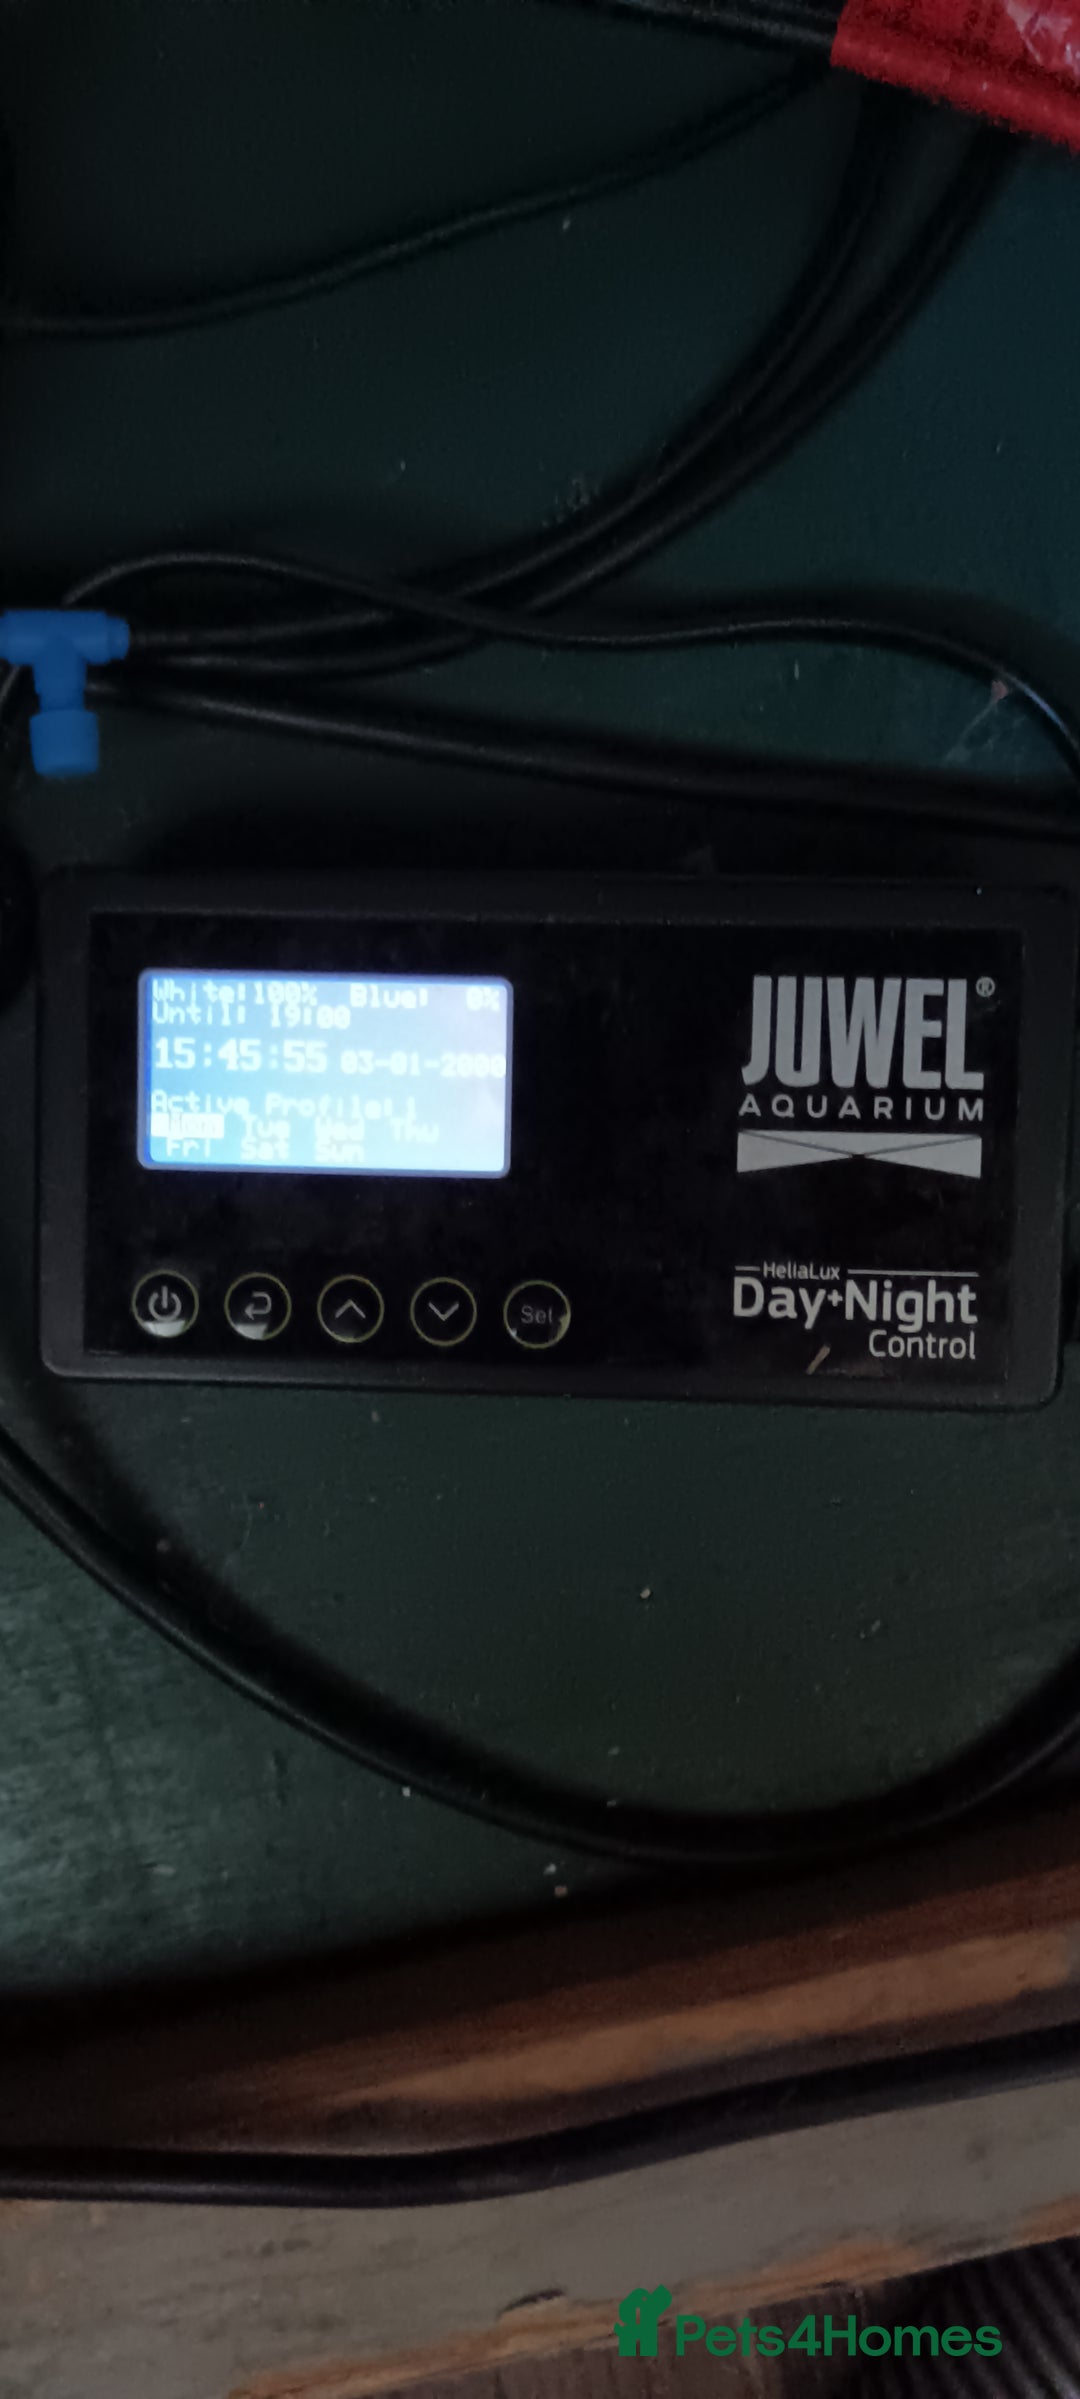 White:100% Blue: 0%
Until: 19:00
15:45:55 03-01-2000
Active Profile:1
Mon Tue Wed Thu
Fri Sat Sun
JUWEL®
AQUARIUM
HeliaLux
Day+Night
Control
Set
Pets4Homes